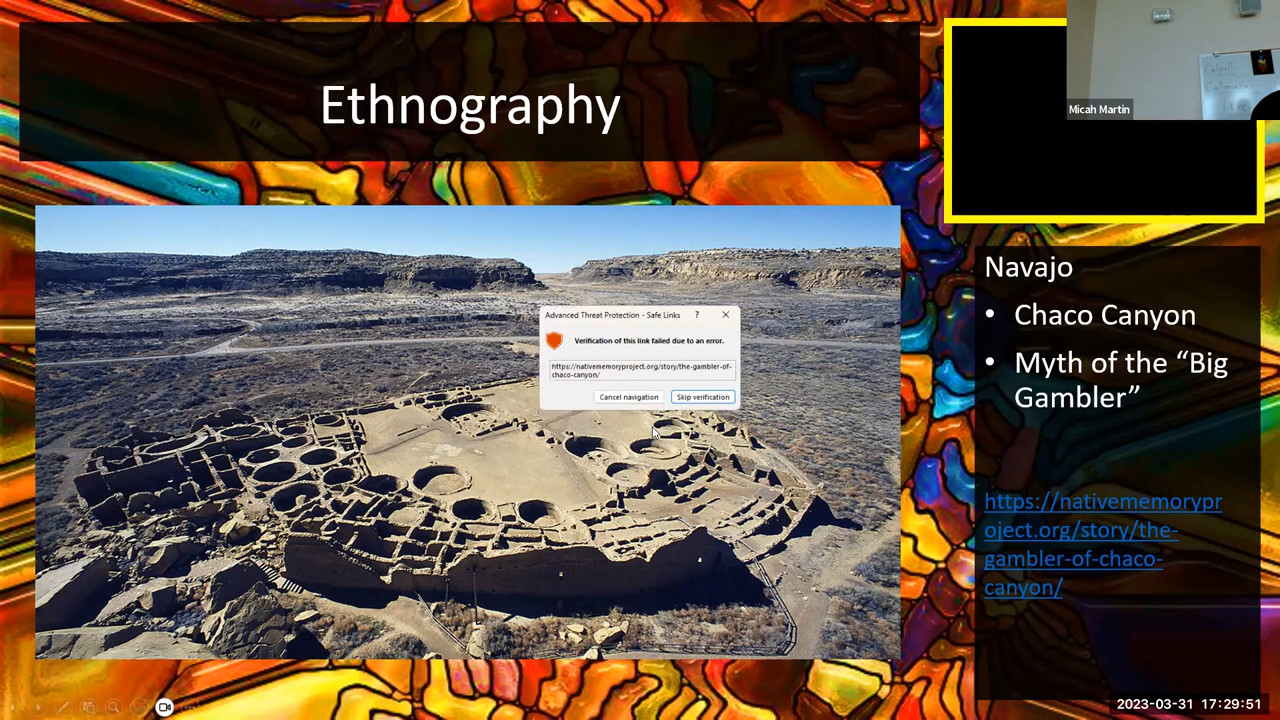 Ethnography
Micah Martin
Navajo
• Chaco Canyon
• Myth of the “Big
Gambler”
https://nativememorypr
oject.org/story/the-
gambler-of-chaco-
canyon/
Advanced Threat Protection - Safe Links ? ×
Verification of this link failed due to an error.
https://nativememoryproject.org/story/the-gambler-of-
chaco-canyon/
Cancel navigation Skip verification
2023-03-31 17:29:51